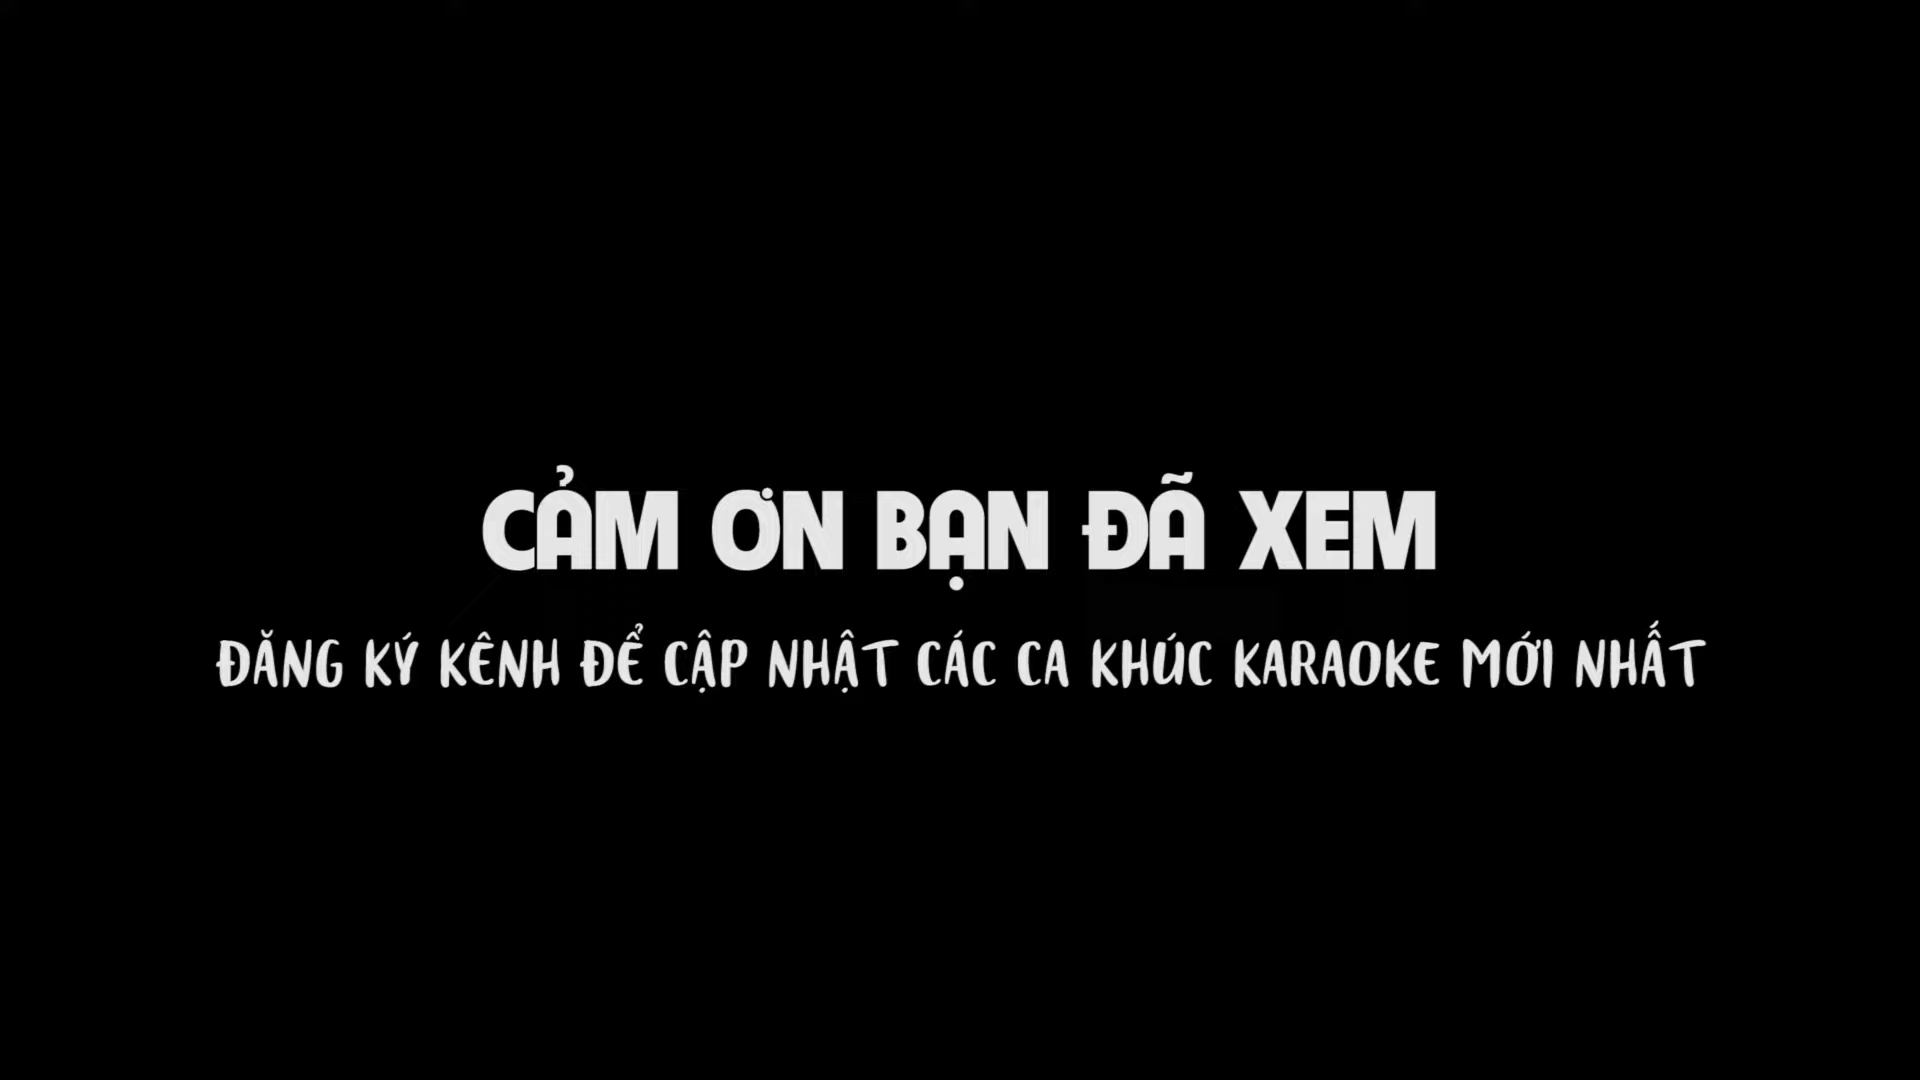 CẢM ƠN BẠN ĐÃ XEM
ĐĂNG KÝ KÊNH ĐỂ CẬP NHẬT CÁC CA KHÚC KARAOKE MỚI NHẤT